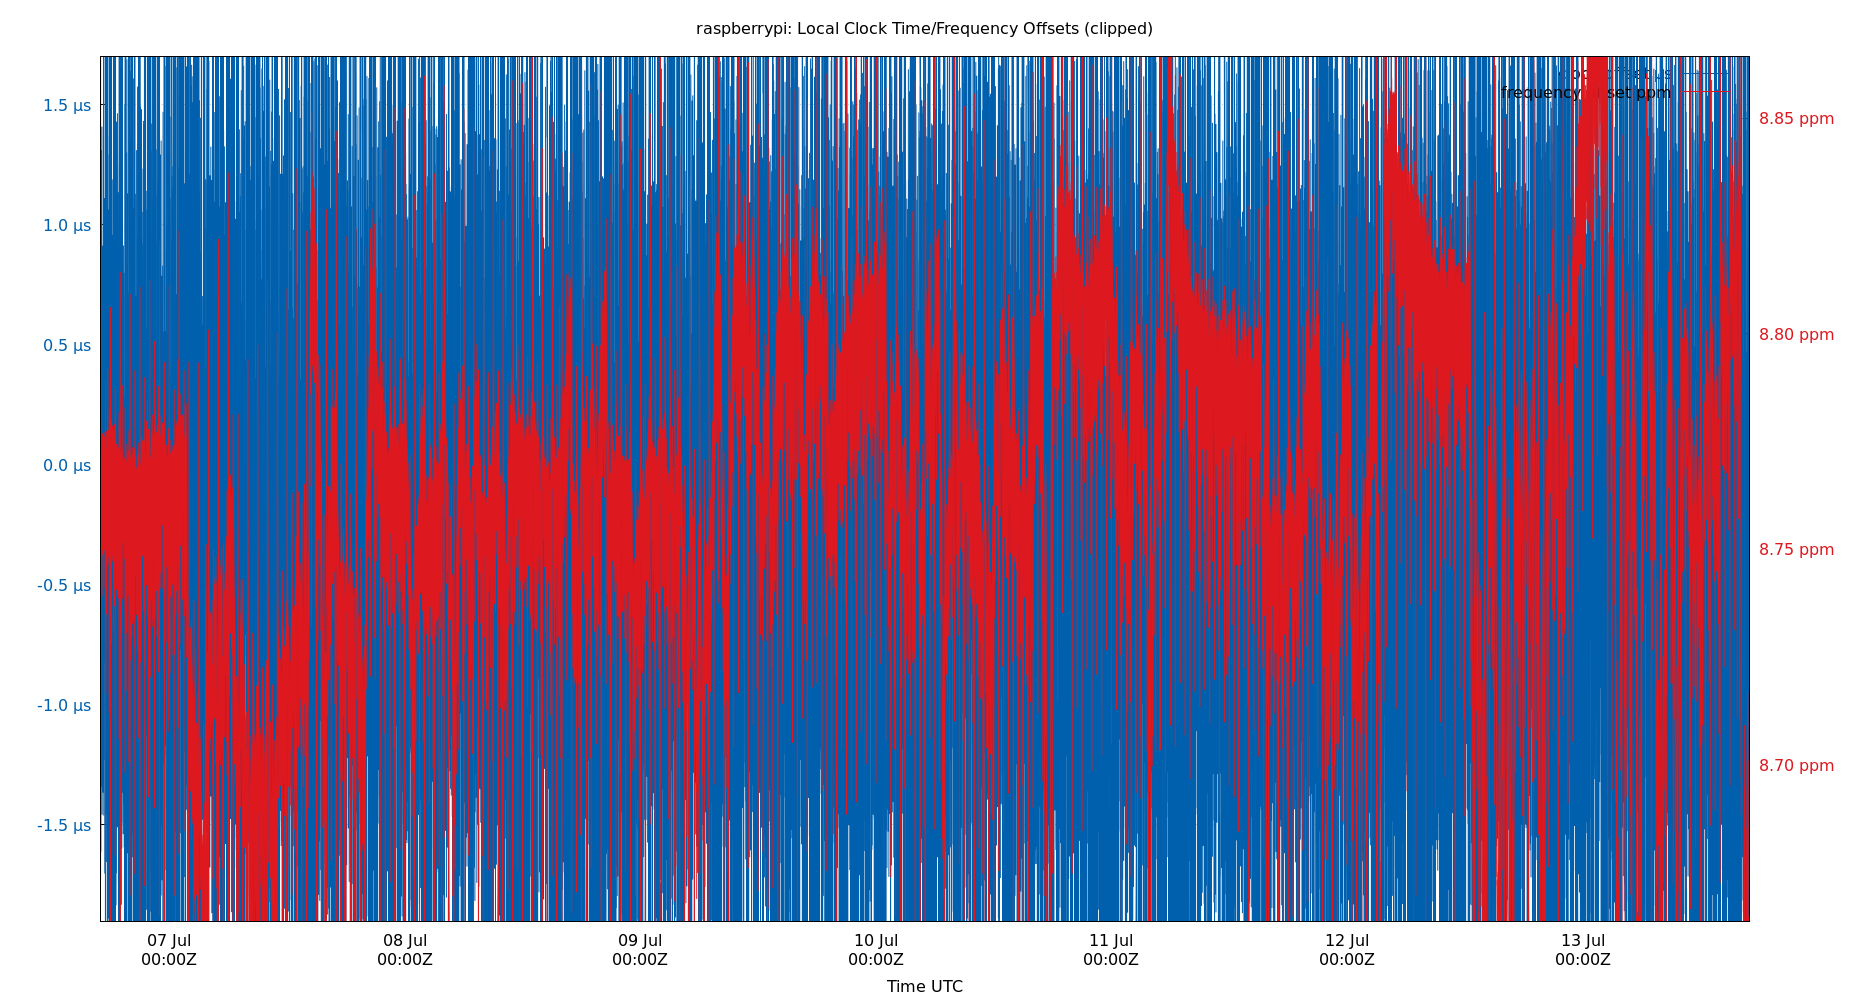 raspberrypi: Local Clock Time/Frequency Offsets (clipped)
1.5 µs
1.0 µs
0.5 µs
0.0 µs
-0.5 µs
-1.0 µs
-1.5 µs
frequency ppm
8.85 ppm
8.80 ppm
8.75 ppm
8.70 ppm
07 Jul 08 Jul 09 Jul 10 Jul 11 Jul 12 Jul 13 Jul
00:00Z 00:00Z 00:00Z 00:00Z 00:00Z 00:00Z 00:00Z
Time UTC